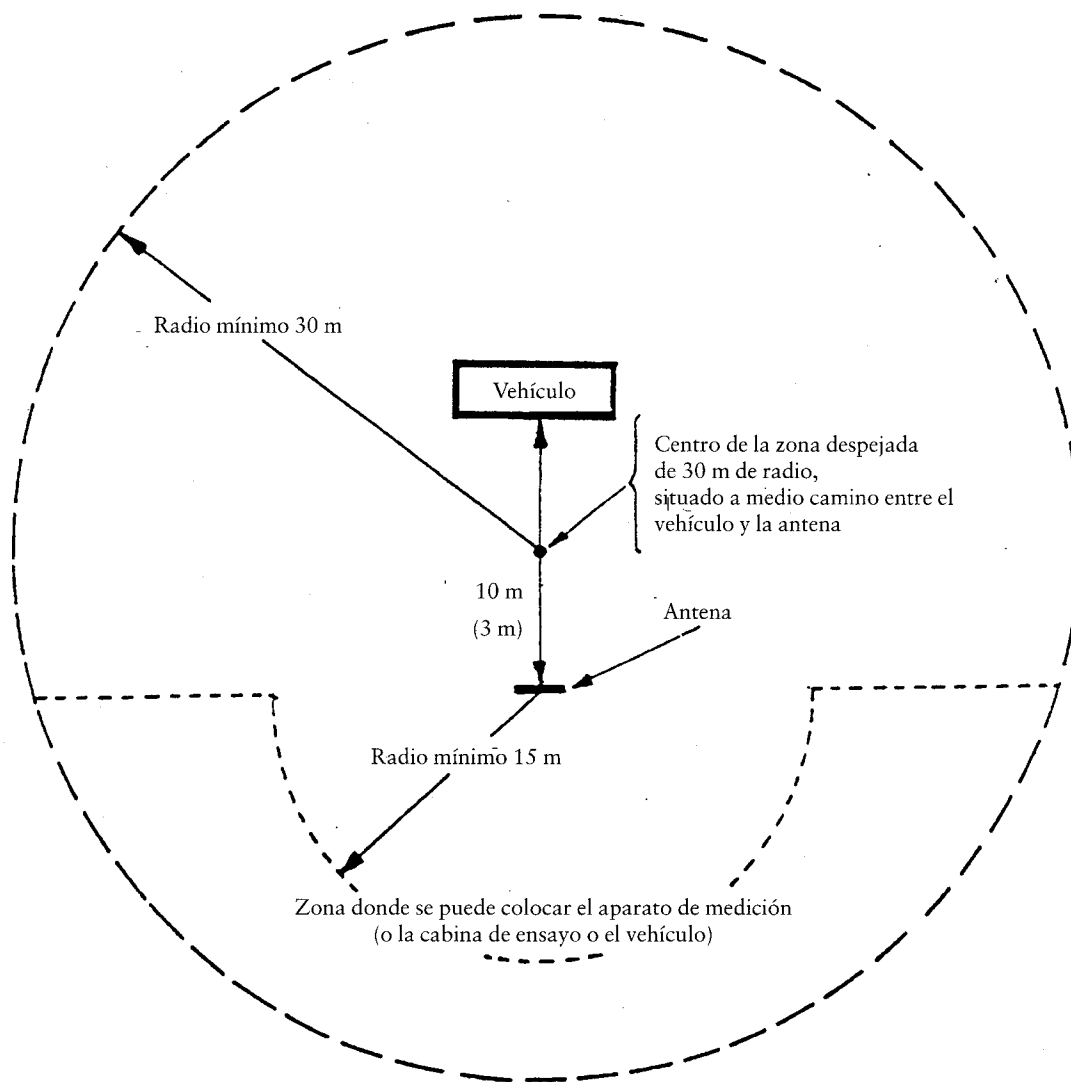 Radio mínimo 30 m
Vehículo
Centro de la zona despejada
de 30 m de radio,
situado a medio camino entre el
vehículo y la antena
10 m
(3 m)
Antena
Radio mínimo 15 m
Zona donde se puede colocar el aparato de medición
(o la cabina de ensayo o el vehículo)